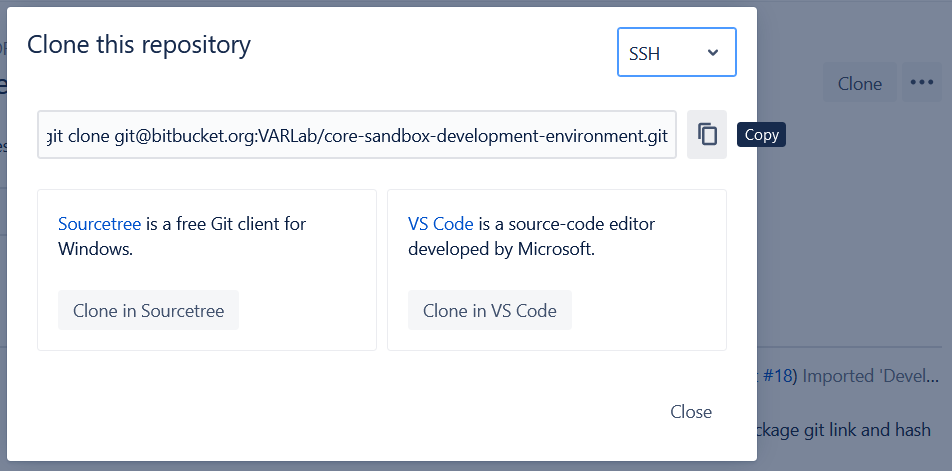 Clone this repository
SSH
Clone
git clone git@bitbucket.org:VARLab/core-sandbox-development-environment.git
Copy
Sourcetree is a free Git client for
Windows.
Clone in Sourcetree
VS Code is a source-code editor
developed by Microsoft.
Clone in VS Code
#18) Imported 'Devel...
Close
ckage git link and hash